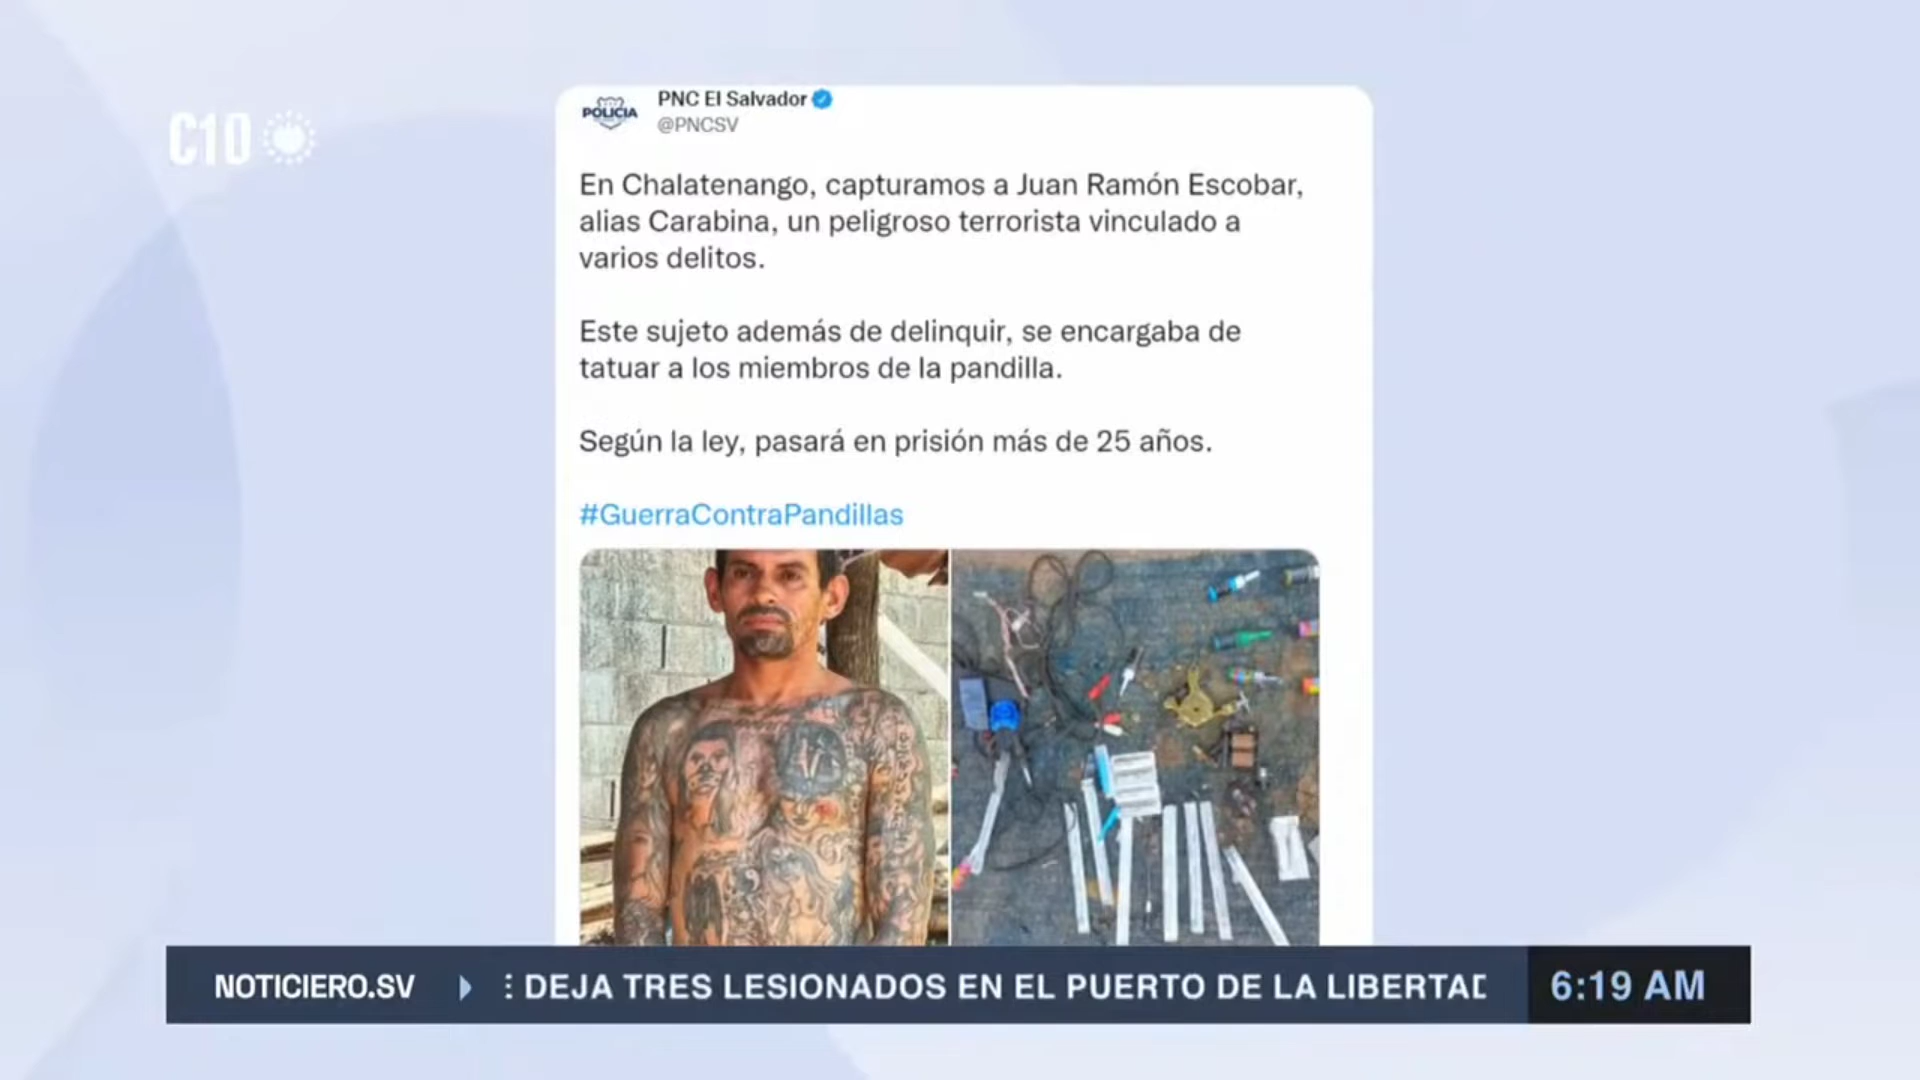 C10
POLICIA
PNC El Salvador
@PNCSV
En Chalatenango, capturamos a Juan Ramón Escobar,
alias Carabina, un peligroso terrorista vinculado a
varios delitos.
Este sujeto además de delinquir, se encargaba de
tatuar a los miembros de la pandilla.
Según la ley, pasará en prisión más de 25 años.
#GuerraContraPandillas
NOTICIERO.SV
DEJA TRES LESIONADOS EN EL PUERTO DE LA LIBERTAD
6:19 AM